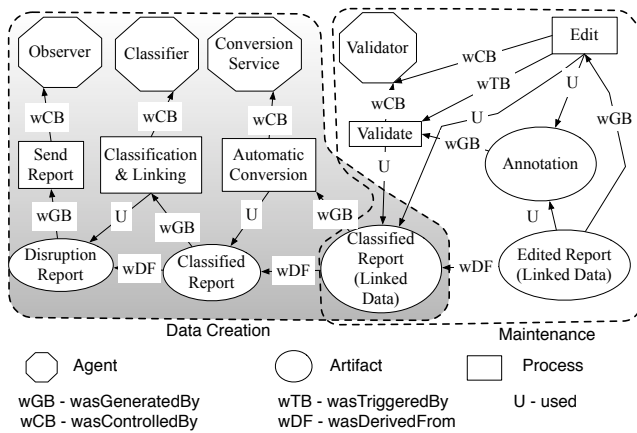 Observer
Classifier
Conversion
Service
Validator
Edit
wCB
wCB
wCB
wCB
wCB
wTB
U
U
wGB
Send
Report
Classification
& Linking
Automatic
Conversion
Validate
U
wGB
Annotation
wGB
U
wGB
U
wGB
U
Disruption
Report
wDF
Classified
Report
wDF
Classified
Report
(Linked
Data)
wDF
Edited Report
(Linked Data)
Data Creation
Maintenance
Agent
Artifact
Process
wGB - wasGeneratedBy
wTB - wasTriggeredBy
U - used
wCB - wasControlledBy
wDF - wasDerivedFrom